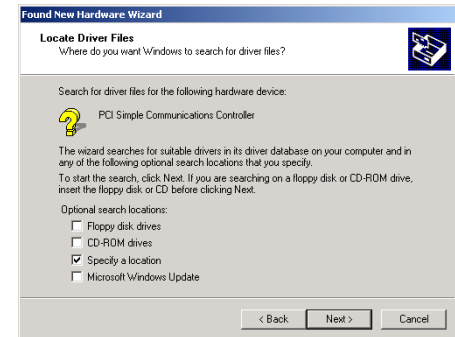 Found New Hardware Wizard
Locate Driver Files
Where do you want Windows to search for driver files?
Search for driver files for the following hardware device:
PCI Simple Communications Controller
The wizard searches for suitable drivers in its driver database on your computer and in
any of the following optional search locations that you specify.
To start the search, click Next. If you are searching on a floppy disk or CD-ROM drive,
insert the floppy disk or CD before clicking Next.
Optional search locations:
Floppy disk drives
CD-ROM drives
Specify a location
Microsoft Windows Update
< Back Next > Cancel